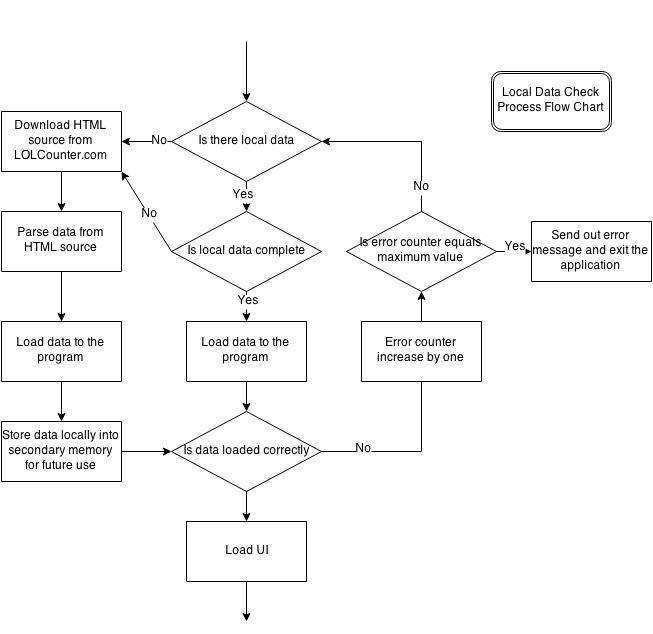 Local Data Check
Process Flow Chart
Download HTML
source from
LOLCounter.com
No
Is there local data
Yes
No
No
Parse data from
HTML source
Is local data complete
Is error counter equals
maximum value
Yes
Send out error
message and exit the
application
Yes
Load data to the
program
Load data to the
program
Error counter
increase by one
Store data locally into
secondary memory
for future use
Is data loaded correctly
No
Load UI